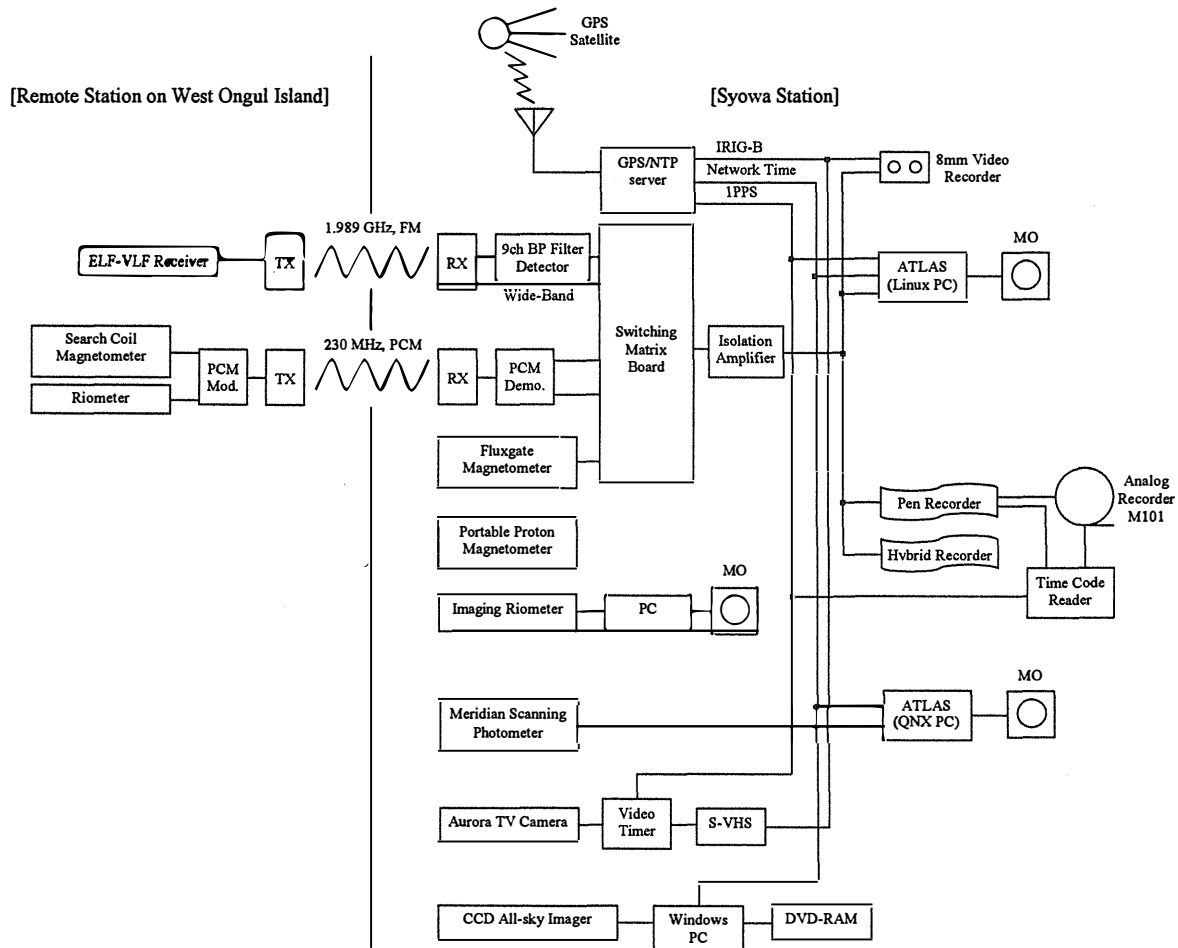 GPS
Satellite
[Remote Station on West Ongul Island]
[Syowa Station]
GPS/NTP
server
IRIG-B
Network Time
1PPS
8mm Video
Recorder
ELF-VLF Receiver
TX
1.989 GHz, FM
RX
9ch BP Filter
Detector
Wide-Band
Switching
Matrix
Board
Isolation
Amplifier
ATLAS
(Linux PC)
MO
Search Coil
Magnetometer
Riometer
PCM
Mod.
TX
230 MHz, PCM
RX
PCM
Demo.
Fluxgate
Magnetometer
Pen Recorder
Analog
Recorder
M101
Hvbrid Recorder
Time Code
Reader
Portable Proton
Magnetometer
Imaging Riometer
PC
MO
Meridian Scanning
Photometer
ATLAS
(QNX PC)
MO
Aurora TV Camera
Video
Timer
S-VHS
CCD All-sky Imager
Windows
PC
DVD-RAM